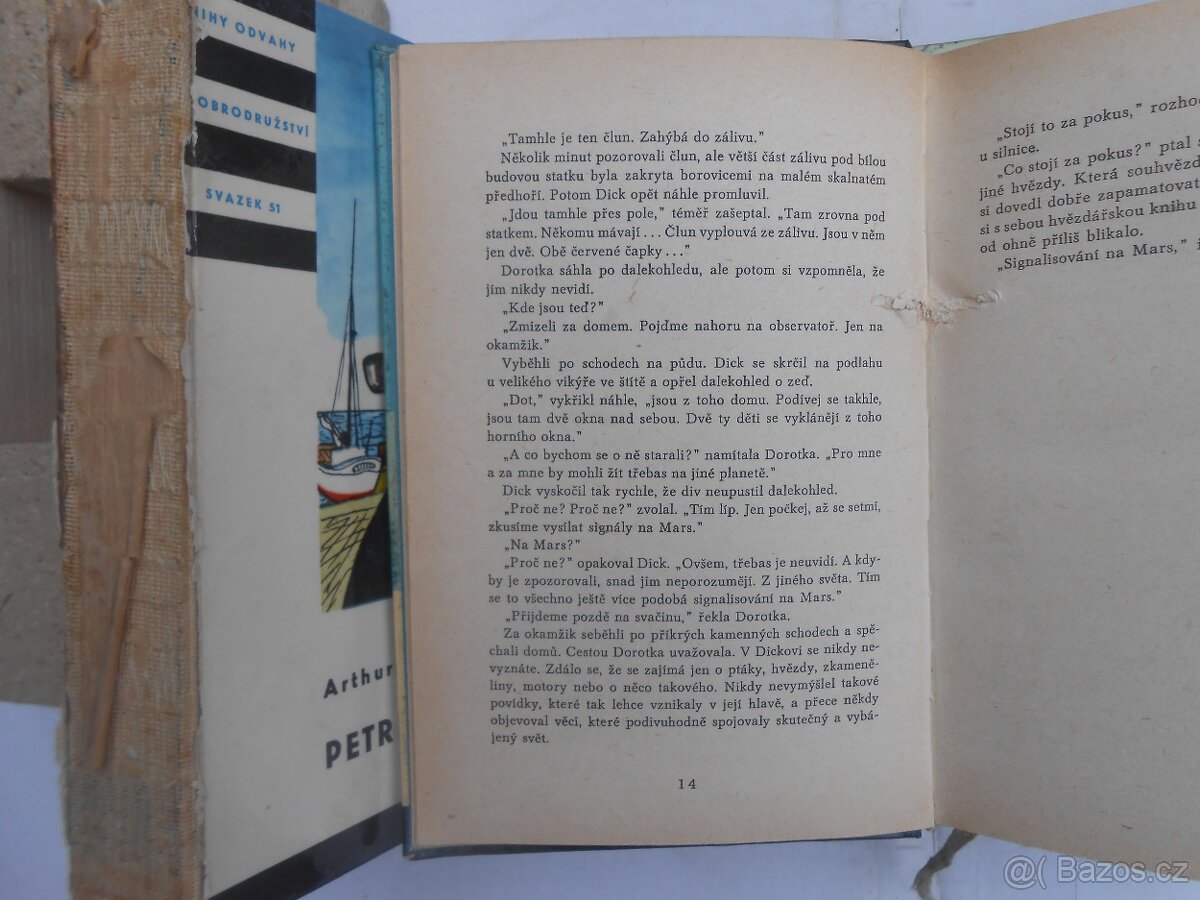 NIHY ODVAHY
OBRODRUŽSTVÍ
SVAZEK 51
Arthur
PETR
„Tamhle je ten člun. Zahýbá do zálivu."
Několik minut pozorovali člun, ale větší část zálivu pod bílou
budovou statku byla zakryta borovicemi na malém skalnatém
předhoří. Potom Dick opět náhle promluvil.
„Jdou tamhle přes pole," téměř zašeptal. „Tam zrovna pod
statkem. Někomu mávají . . . Člun vyplouvá ze zálivu. Jsou v něm
jen dvě. Obě červené čapky . . ."
Dorotka sáhla po dalekohledu, ale potom si vzpomněla, že
jím nikdy nevidí.
„Kde jsou teď?"
„Zmizeli za domem. Pojďme nahoru na observatoř. Jen na
okamžik."
Vyběhli po schodech na půdu. Dick se skrčil na podlahu
u velikého vikýře ve štítě a opřel dalekohled o zeď.
„Dot," vykřikl náhle, „jsou z toho domu. Podívej se takhle,
jsou tam dvě okna nad sebou. Dvě ty děti se vyklánějí z toho
horního okna."
„A co bychom se o ně starali?" namítala Dorotka. „Pro mne
a za mne by mohli žít třebas na jiné planetě."
Dick vyskočil tak rychle, že div neupustil dalekohled.
„Proč ne? Proč ne?" zvolal. „Tím líp. Jen počkej, až se setmí,
zkusíme vysílat signály na Mars."
„Na Mars?"
„Proč ne?" opakoval Dick. „Ovšem, třebas je neuvidí. A kdy-
by je zpozorovali, snad jim neporozumějí. Z jiného světa. Tím
se to všechno ještě více podobá signalisování na Mars."
„Přijdeme pozdě na svačinu," řekla Dorotka.
Za okamžik seběhli po příkrých kamenných schodech a spě-
chali domů. Cestou Dorotka uvažovala. V Dickovi se nikdy ne-
vyznáte. Zdálo se, že se zajímá jen o ptáky, hvězdy, zkameně-
liny, motory nebo o něco takového. Nikdy nevymýšlel takové
povídky, které tak lehce vznikaly v její hlavě, a přece někdy
objevoval věci, které podivuhodně spojovaly skutečný a vybá-
jený svět.
14
„Stojí to za pokus," rozhod
u silnice.
„Co stojí za pokus?" ptal s
jiné hvězdy. Která souhvězd
si dovedl dobře zapamatovat
si s sebou hvězdářskou knihu
od ohně příliš blikalo.
„Signalisování na Mars," ř
Bazos.cz